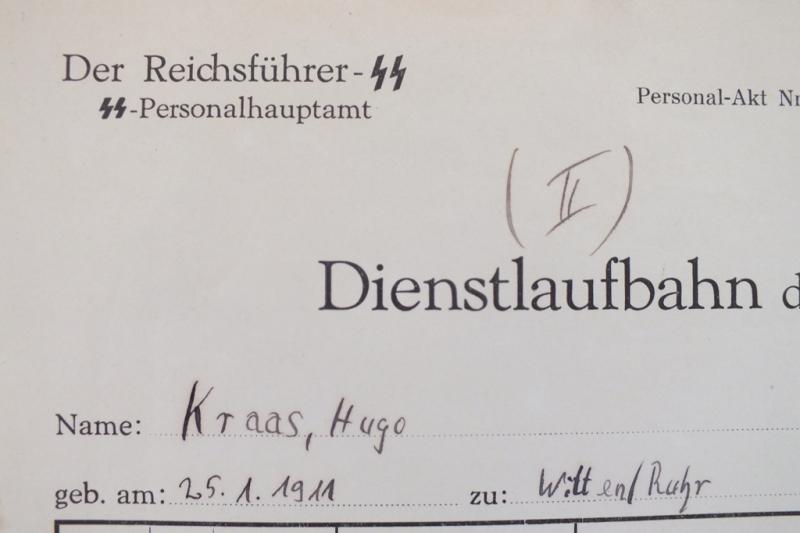 Der Reichsführer-ᛋᛋ
ᛋᛋ-Personalhauptamt
Personal-Akt Nr
(II)
Dienstlaufbahn d
Name: Kraas, Hugo
geb. am: 25. 1. 1911 zu: Witten/Ruhr